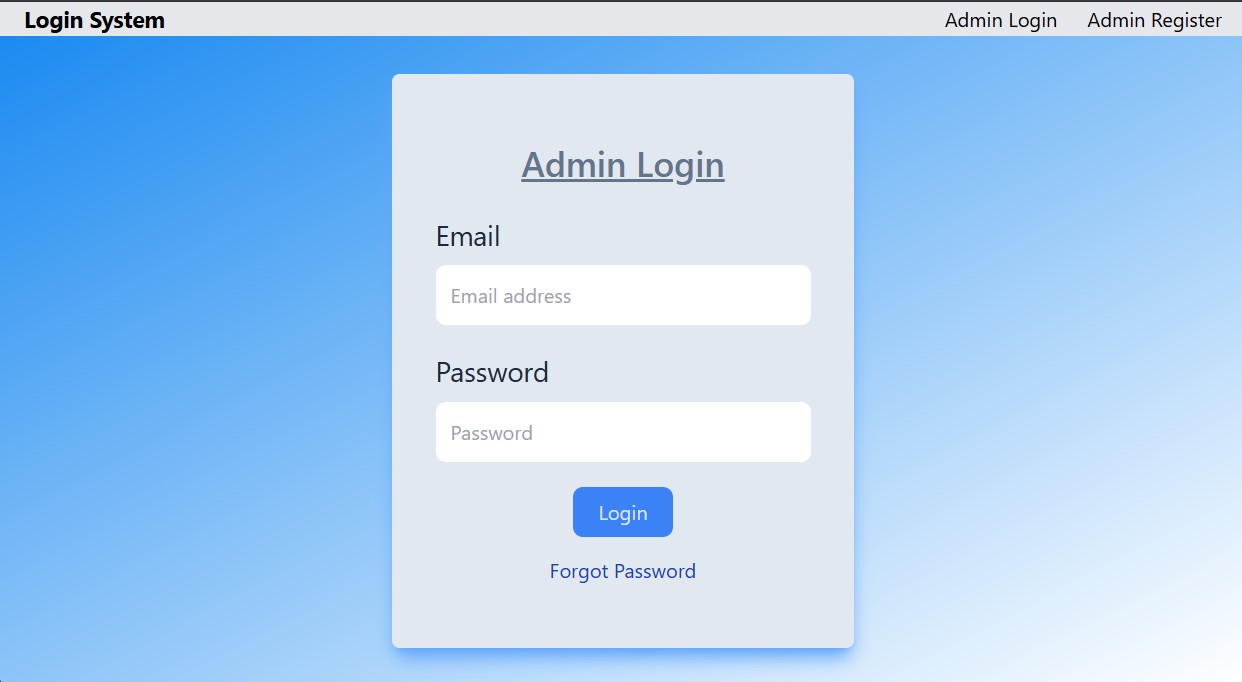 Login System Admin Login Admin Register
Admin Login
Email
Email address
Password
Password
Login
Forgot Password